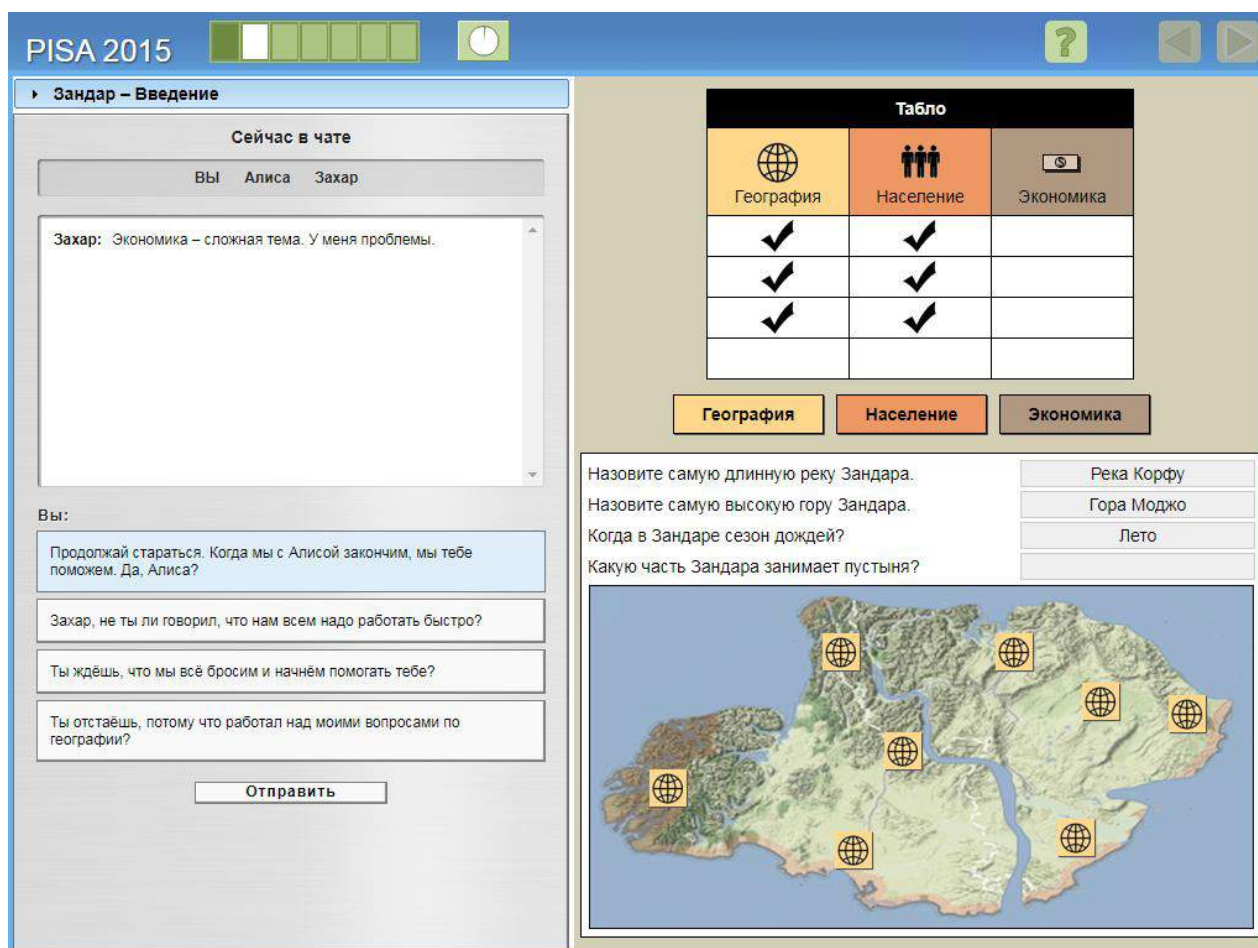 PISA 2015
?
Зандар – Введение
Сейчас в чате
ВЫ Алиса Захар
Захар: Экономика – сложная тема. У меня проблемы.
Вы:
Продолжай стараться. Когда мы с Алисой закончим, мы тебе
поможем. Да, Алиса?
Захар, не ты ли говорил, что нам всем надо работать быстро?
Ты ждёшь, что мы всё бросим и начнём помогать тебе?
Ты отстаёшь, потому что работал над моими вопросами по
географии?
Отправить
Табло
География Население Экономика
География Население Экономика
Назовите самую длинную реку Зандара. Река Корфу
Назовите самую высокую гору Зандара. Гора Моджо
Когда в Зандаре сезон дождей? Лето
Какую часть Зандара занимает пустыня?